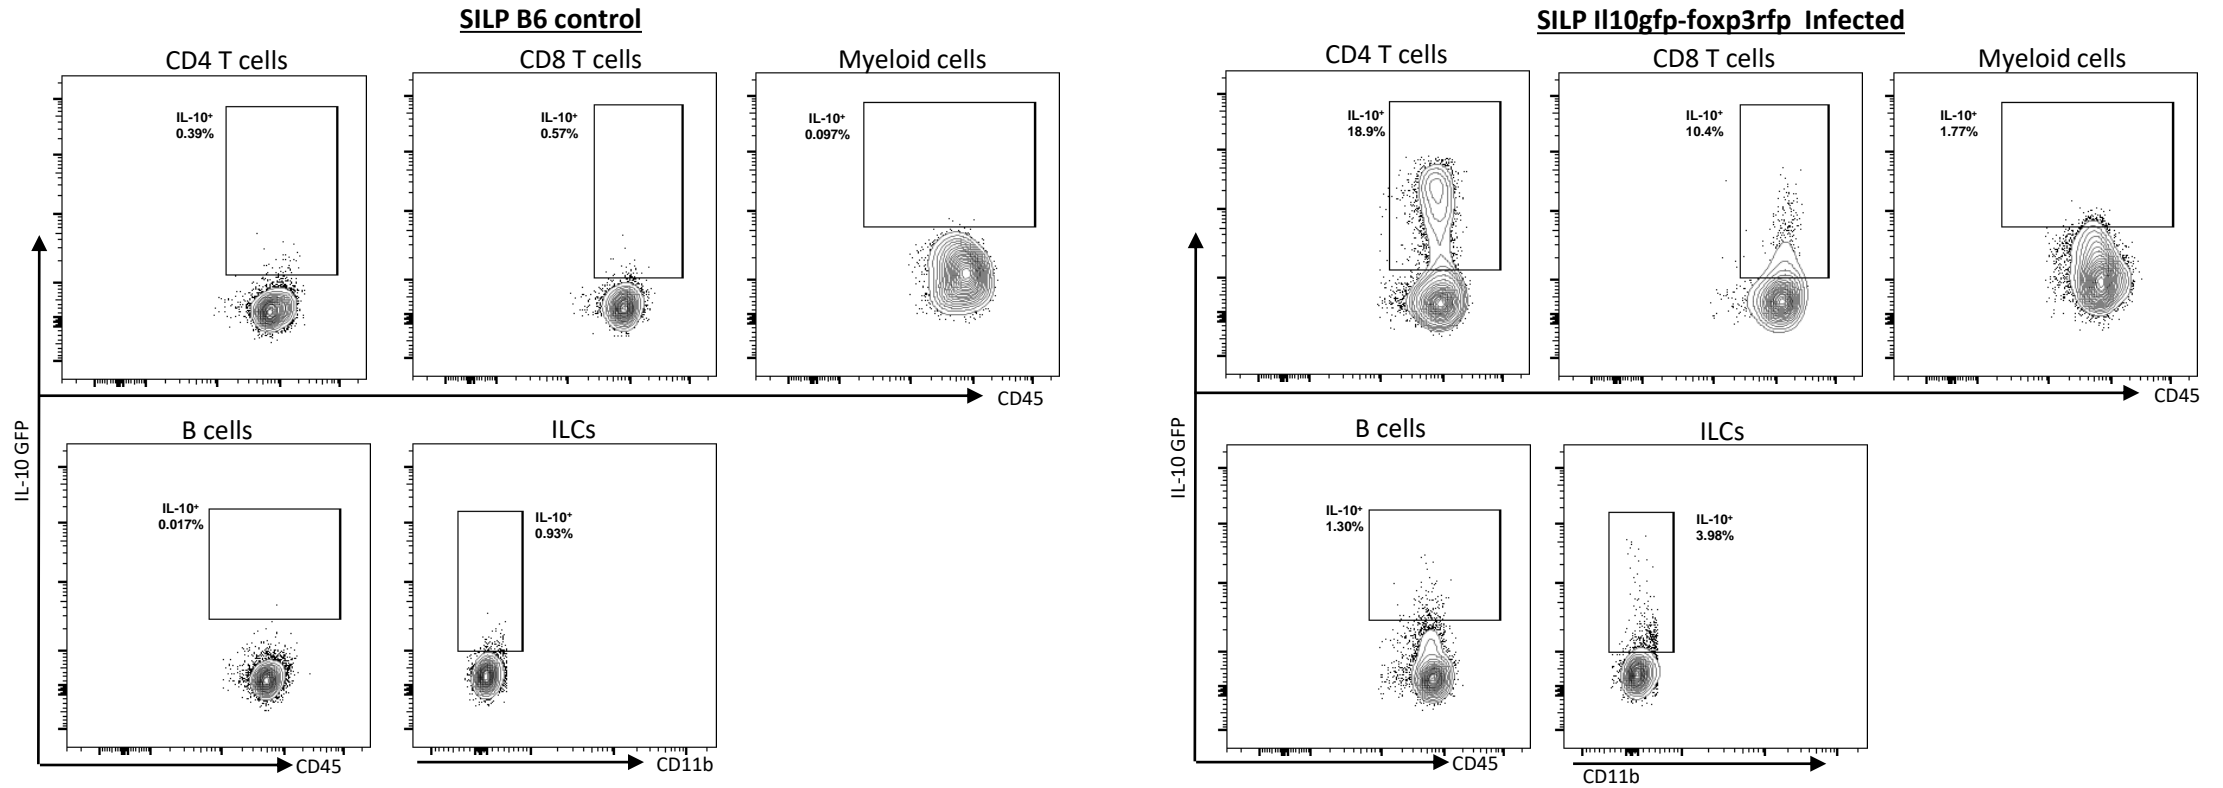 SILP B6 control
CD4 T cells
CD8 T cells
Myeloid cells
IL-10⁺
0.39%
IL-10⁺
0.57%
IL-10⁺
0.097%
CD45
B cells
ILCs
IL-10⁺
0.017%
IL-10⁺
0.93%
IL-10 GFP
CD45
CD11b
SILP Il10gfp-foxp3rfp Infected
CD4 T cells
CD8 T cells
Myeloid cells
IL-10⁺
18.9%
IL-10⁺
10.4%
IL-10⁺
1.77%
CD45
B cells
ILCs
IL-10⁺
1.30%
IL-10⁺
3.98%
IL-10 GFP
CD45
CD11b